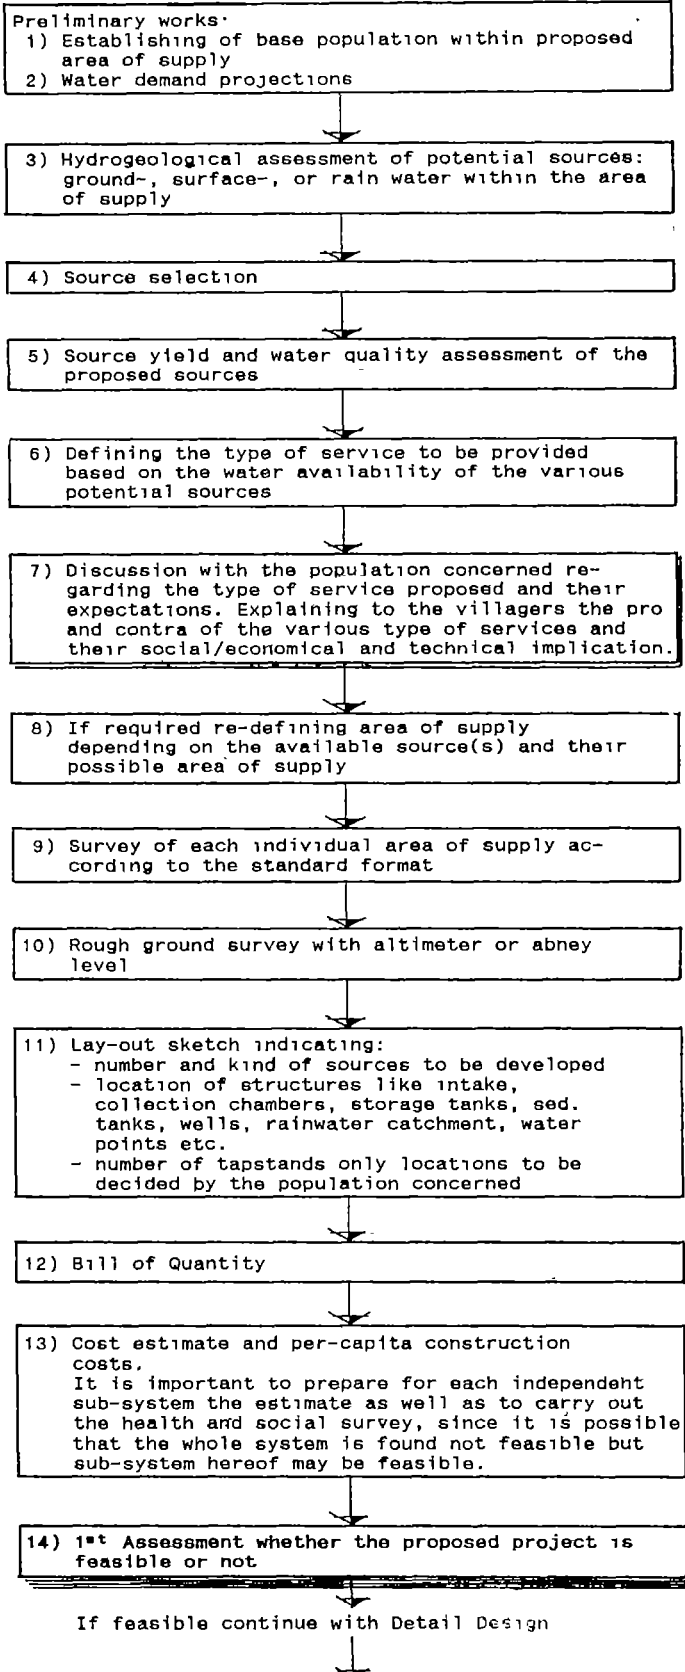 Preliminary works:
1) Establishing of base population within proposed
area of supply
2) Water demand projections
3) Hydrogeological assessment of potential sources:
ground-, surface-, or rain water within the area
of supply
4) Source selection
5) Source yield and water quality assessment of the
proposed sources
6) Defining the type of service to be provided
based on the water availability of the various
potential sources
7) Discussion with the population concerned re-
garding the type of service proposed and their
expectations. Explaining to the villagers the pro
and contra of the various type of services and
their social/economical and technical implication.
8) If required re-defining area of supply
depending on the available source(s) and their
possible area of supply
9) Survey of each individual area of supply ac-
cording to the standard format
10) Rough ground survey with altimeter or abney
level
11) Lay-out sketch indicating:
- number and kind of sources to be developed
- location of structures like intake,
collection chambers, storage tanks, sed.
tanks, wells, rainwater catchment, water
points etc.
- number of tapstands only locations to be
decided by the population concerned
12) Bill of Quantity
13) Cost estimate and per-capita construction
costs.
It is important to prepare for each independent
sub-system the estimate as well as to carry out
the health and social survey, since it is possible
that the whole system is found not feasible but
sub-system hereof may be feasible.
14) 1st Assessment whether the proposed project is
feasible or not
If feasible continue with Detail Design